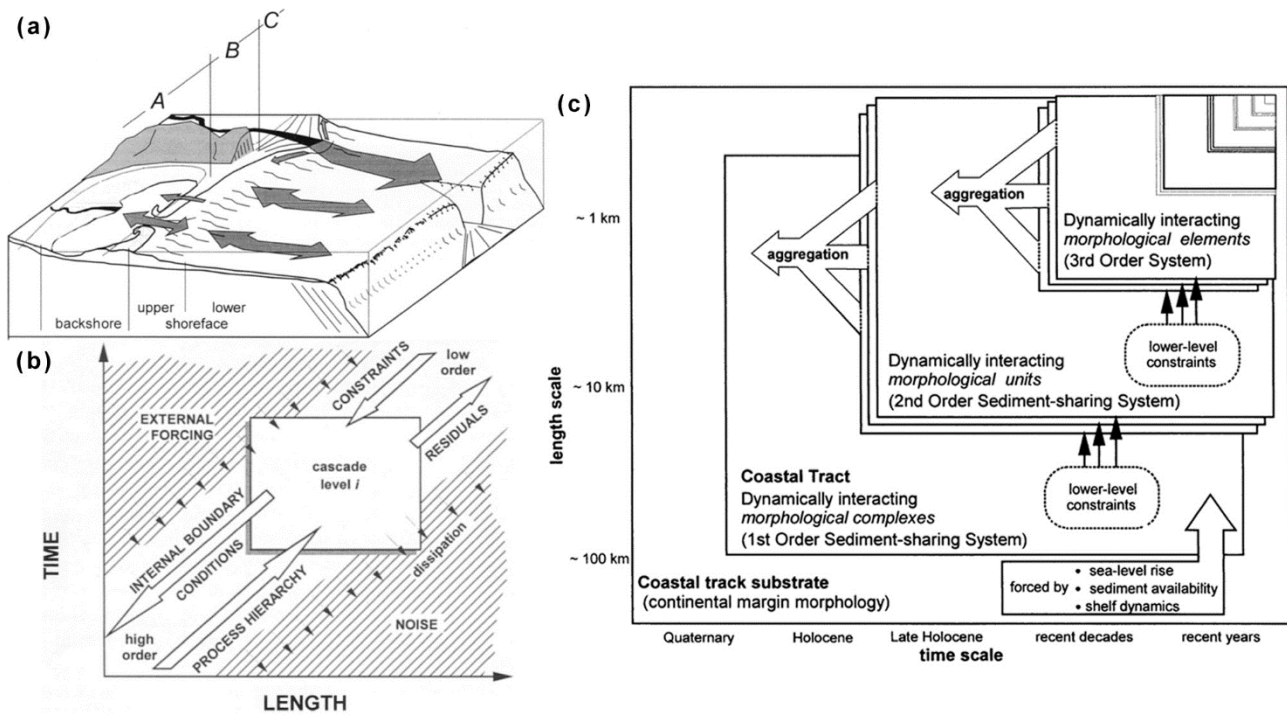 (a)
A
B
C
backshore
upper lower
shoreface
(b)
TIME
LENGTH
EXTERNAL
FORCING
CONSTRAINTS
low
order
RESIDUALS
cascade
level i
INTERNAL BOUNDARY
CONDITIONS
PROCESS HIERARCHY
high
order
dissipation
NOISE
(c)
length scale
~ 1 km
~ 10 km
~ 100 km
aggregation
aggregation
Dynamically interacting
morphological elements
(3rd Order System)
lower-level
constraints
Dynamically interacting
morphological units
(2nd Order Sediment-sharing System)
lower-level
constraints
Coastal Tract
Dynamically interacting
morphological complexes
(1st Order Sediment-sharing System)
Coastal track substrate
(continental margin morphology)
forced by
• sea-level rise
• sediment availability
• shelf dynamics
Quaternary Holocene Late Holocene recent decades recent years
time scale